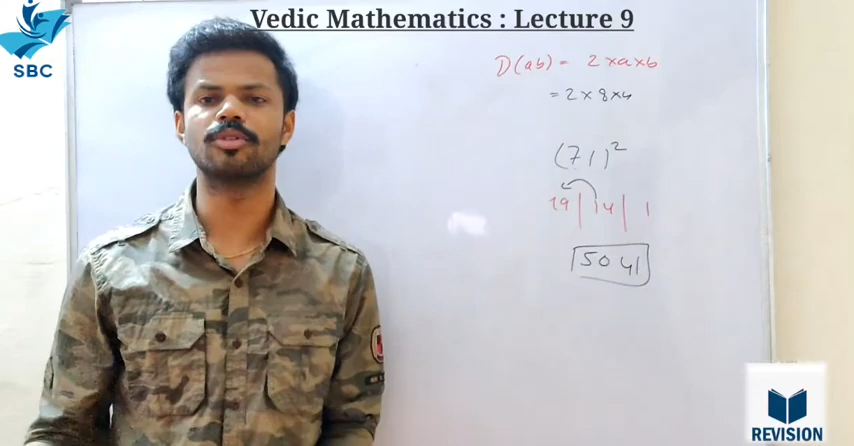 Vedic Mathematics : Lecture 9
SBC
D(ab) = 2×a×b
= 2×8×4
(71)²
49 | 14 | 1
5041
REVISION